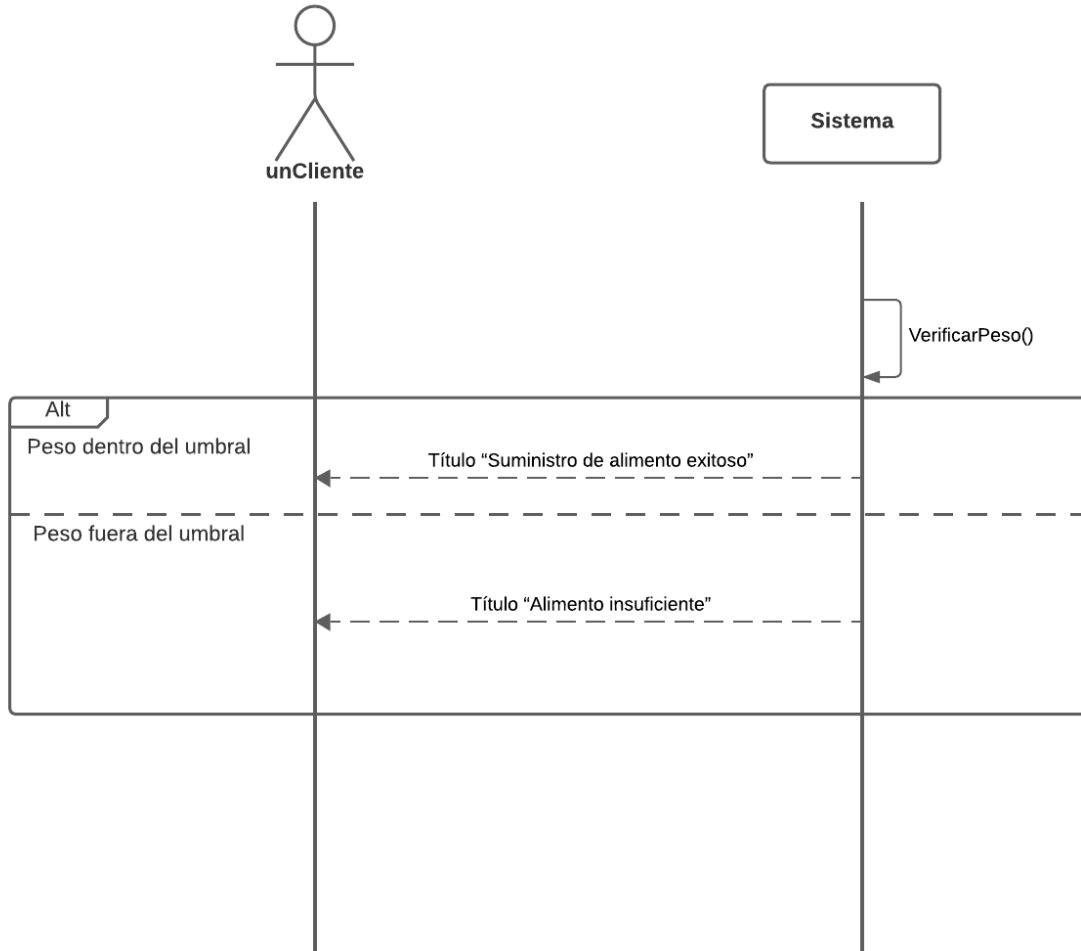 unCliente
Sistema
VerificarPeso()
Alt
Peso dentro del umbral
Título “Suministro de alimento exitoso”
Peso fuera del umbral
Título “Alimento insuficiente”